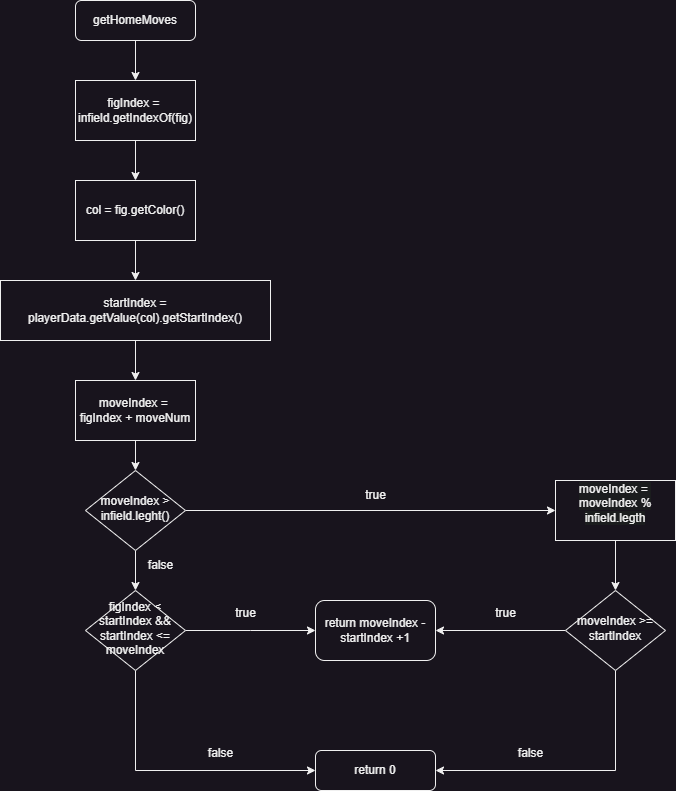 getHomeMoves
figIndex =
infield.getIndexOf(fig)
col = fig.getColor()
startIndex =
playerData.getValue(col).getStartIndex()
moveIndex =
figIndex + moveNum
moveIndex >
infield.leght()
true
moveIndex =
moveIndex %
infield.legth
false
figIndex <
startIndex &&
startIndex <=
moveIndex
true
return moveIndex -
startIndex +1
true
moveIndex >=
startIndex
false
return 0
false